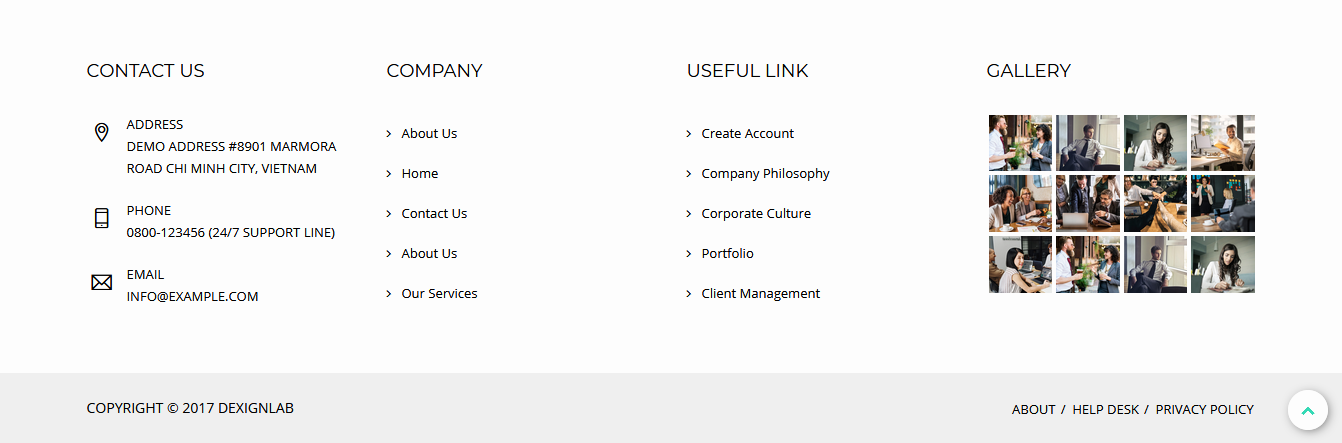 CONTACT US
ADDRESS
DEMO ADDRESS #8901 MARMORA
ROAD CHI MINH CITY, VIETNAM
PHONE
0800-123456 (24/7 SUPPORT LINE)
EMAIL
INFO@EXAMPLE.COM
COMPANY
About Us
Home
Contact Us
About Us
Our Services
USEFUL LINK
Create Account
Company Philosophy
Corporate Culture
Portfolio
Client Management
GALLERY
COPYRIGHT © 2017 DEXIGNLAB
ABOUT / HELP DESK / PRIVACY POLICY